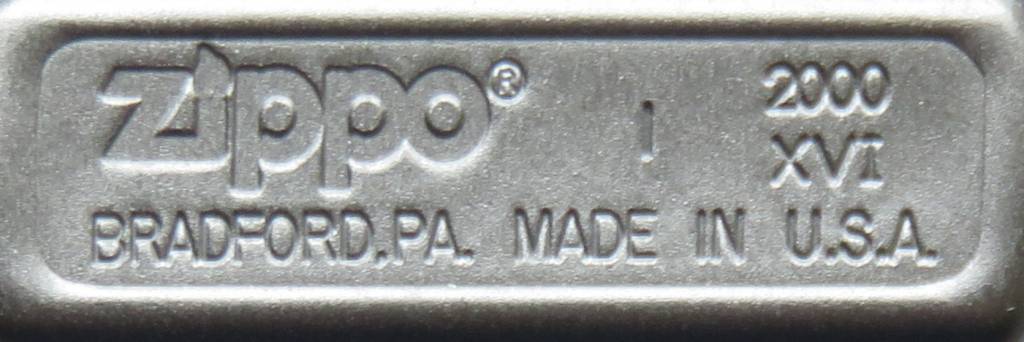 Zippo® I 2000
XVI
BRADFORD, PA. MADE IN U.S.A.